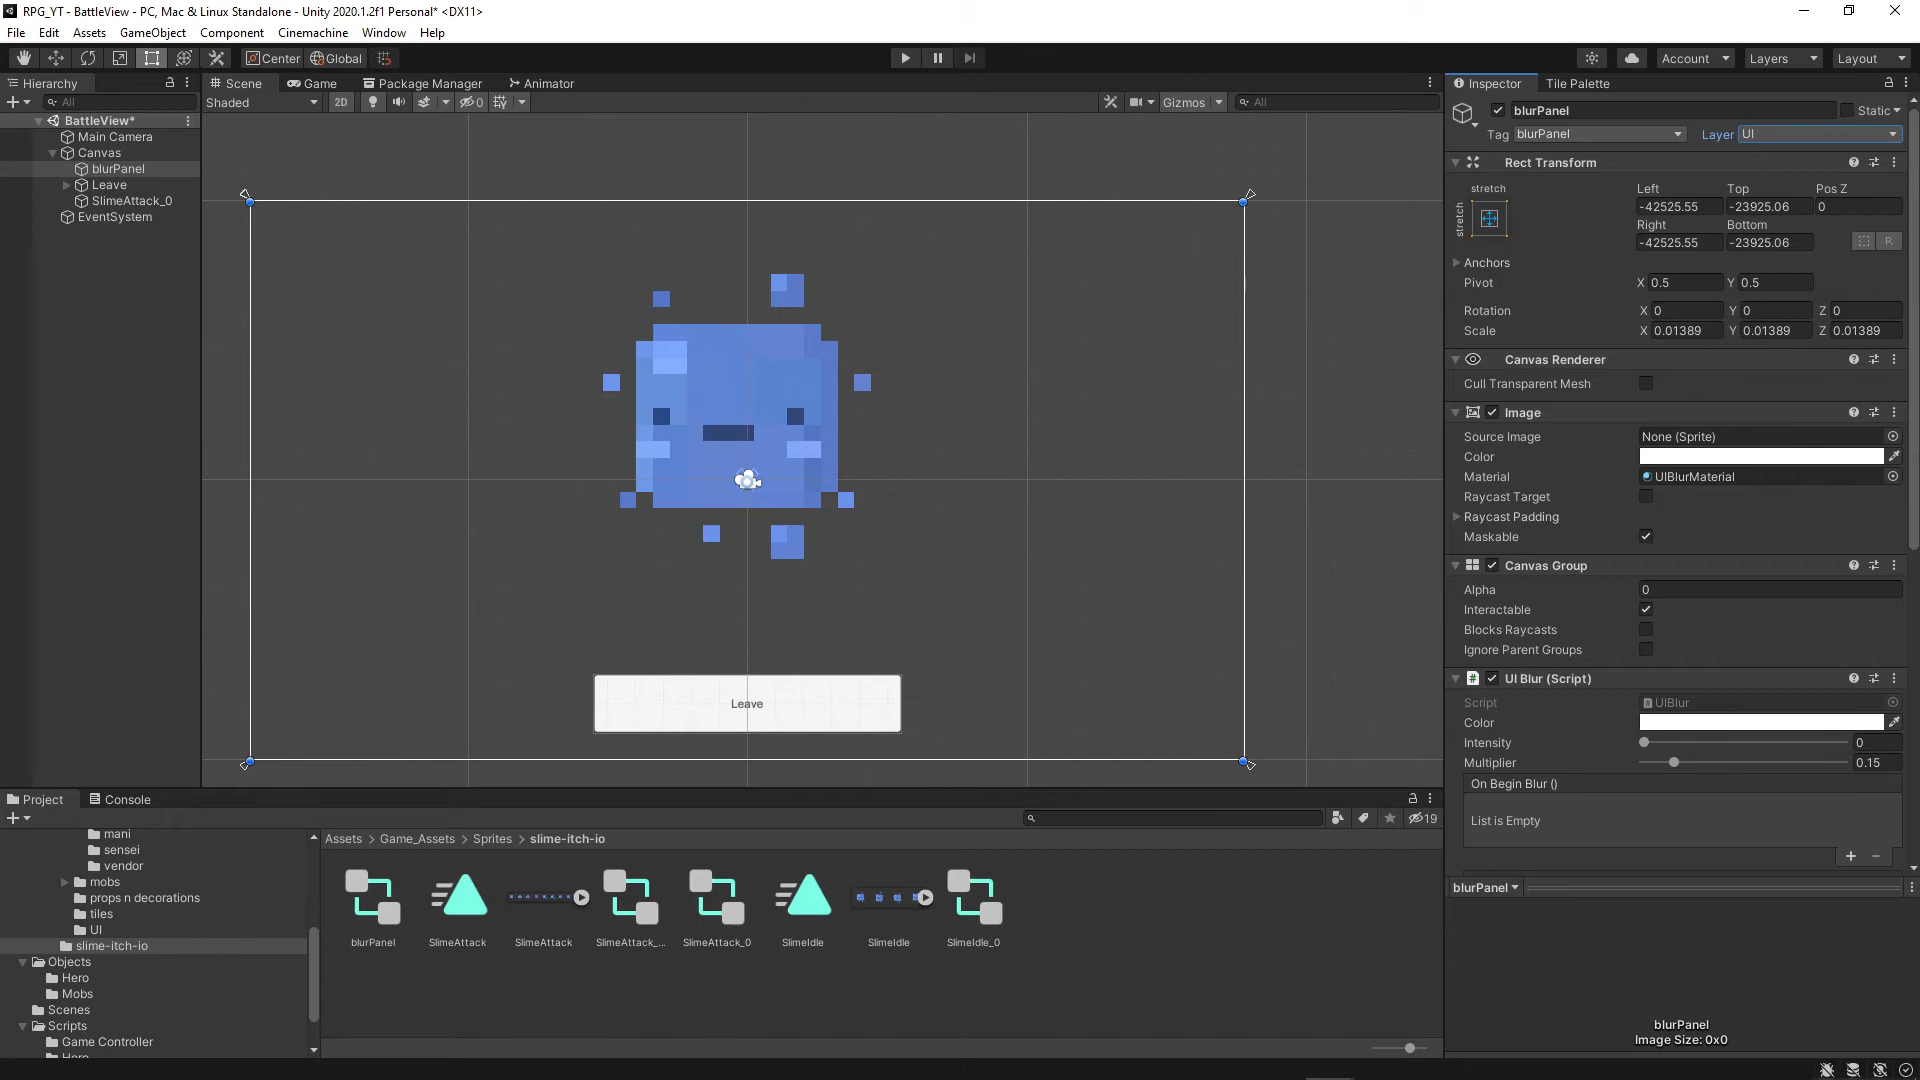 RPG_YT - BattleView - PC, Mac & Linux Standalone - Unity 2020.1.2f1 Personal* <DX11>
File Edit Assets GameObject Component Cinemachine Window Help
Center Global Account Layers Layout
Hierarchy
All
BattleView*
Main Camera
Canvas
blurPanel
Leave
SlimeAttack_0
EventSystem
Scene Game Package Manager Animator
Shaded 2D 0 Gizmos All
Leave
Inspector Tile Palette
blurPanel Static
Tag blurPanel Layer UI
Rect Transform
stretch Left Top Pos Z
stretch
-42525.55 -23925.06 0
Right Bottom
-42525.55 -23925.06 R
Anchors
Pivot X 0.5 Y 0.5
Rotation X 0 Y 0 Z 0
Scale X 0.01389 Y 0.01389 Z 0.01389
Canvas Renderer
Cull Transparent Mesh
Image
Source Image None (Sprite)
Color
Material UIBlurMaterial
Raycast Target
Raycast Padding
Maskable
Canvas Group
Alpha 0
Interactable
Blocks Raycasts
Ignore Parent Groups
UI Blur (Script)
Script UIBlur
Color
Intensity 0
Multiplier 0.15
On Begin Blur ()
List is Empty
blurPanel
blurPanel
Image Size: 0x0
Project Console
19
mani
sensei
vendor
mobs
props n decorations
tiles
UI
slime-itch-io
Objects
Hero
Mobs
Scenes
Scripts
Game Controller
Hero
Assets > Game_Assets > Sprites > slime-itch-io
blurPanel SlimeAttack SlimeAttack SlimeAttack_... SlimeAttack_0 SlimeIdle SlimeIdle SlimeIdle_0